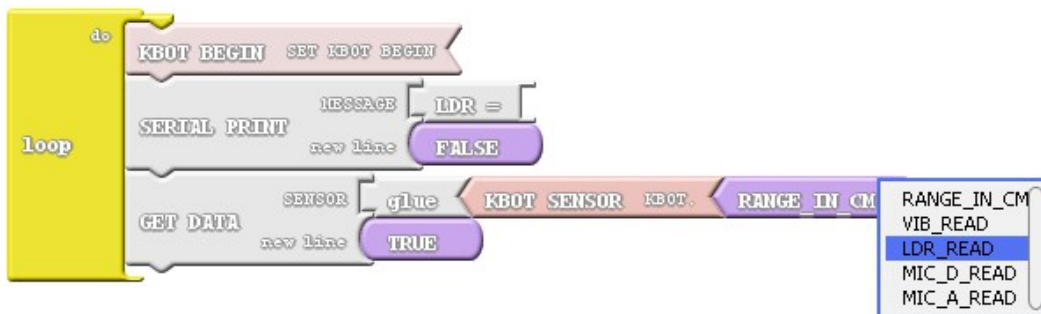 do
KBOT BEGIN SET KBOT BEGIN
MESSAGE LDR =
SERIAL PRINT
new line FALSE
loop
SENSOR glue KBOT SENSOR KBOT. RANGE_IN_CM
GET DATA
new line TRUE
RANGE_IN_CM
VIB_READ
LDR_READ
MIC_D_READ
MIC_A_READ